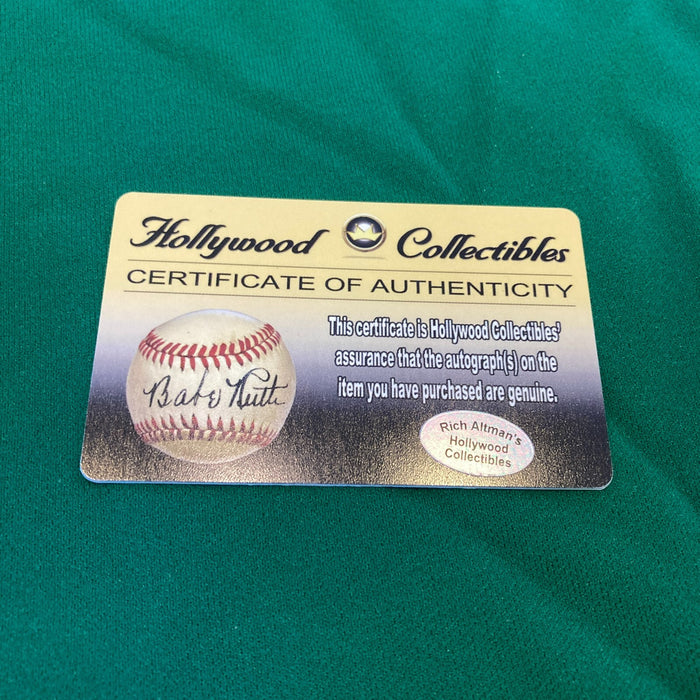 Hollywood Collectibles
CERTIFICATE OF AUTHENTICITY
This certificate is Hollywood Collectibles'
assurance that the autograph(s) on the
item you have purchased are genuine.
Babe Ruth
Rich Altman's
Hollywood
Collectibles